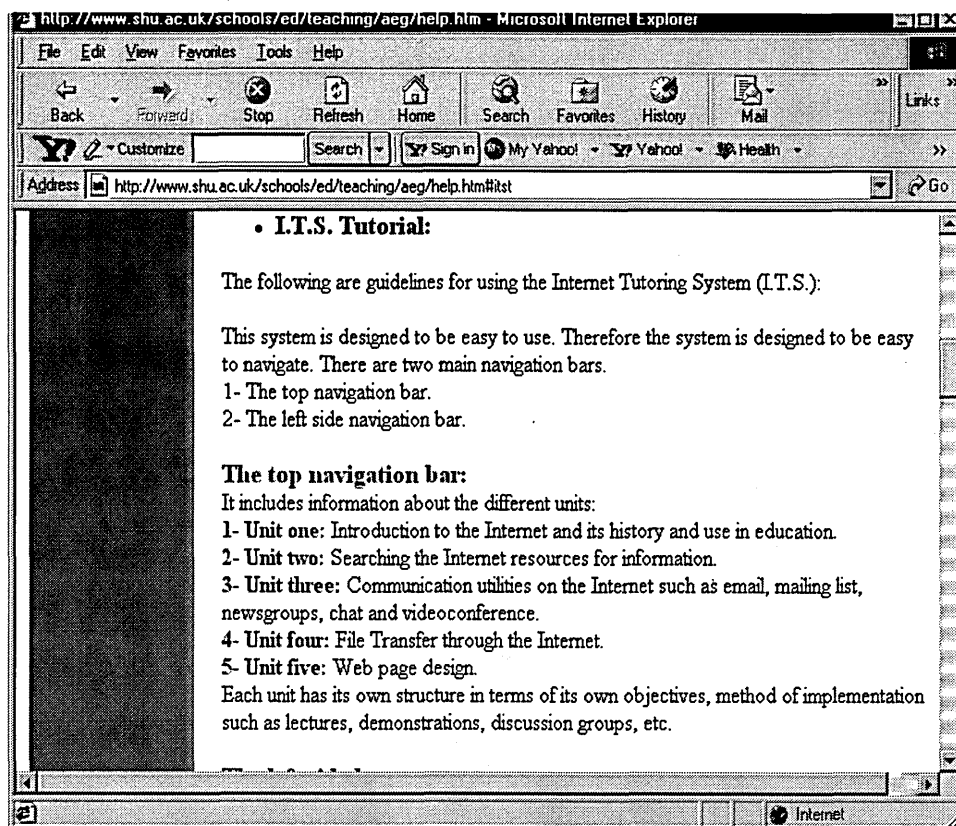 http://www.shu.ac.uk/schools/ed/teaching/aeg/help.htm - Microsoft Internet Explorer
File Edit View Favorites Tools Help
Back Forward Stop Refresh Home Search Favorites History Mail » Links »
Y? Customize Search Y? Sign in My Yahoo! Y? Yahoo! Health »
Address http://www.shu.ac.uk/schools/ed/teaching/aeg/help.htm#itst Go
• I.T.S. Tutorial:
The following are guidelines for using the Internet Tutoring System (I.T.S.):
This system is designed to be easy to use. Therefore the system is designed to be easy
to navigate. There are two main navigation bars.
1- The top navigation bar.
2- The left side navigation bar.
The top navigation bar:
It includes information about the different units:
1- Unit one: Introduction to the Internet and its history and use in education.
2- Unit two: Searching the Internet resources for information.
3- Unit three: Communication utilities on the Internet such as email, mailing list,
newsgroups, chat and videoconference.
4- Unit four: File Transfer through the Internet.
5- Unit five: Web page design.
Each unit has its own structure in terms of its own objectives, method of implementation
such as lectures, demonstrations, discussion groups, etc.
Internet